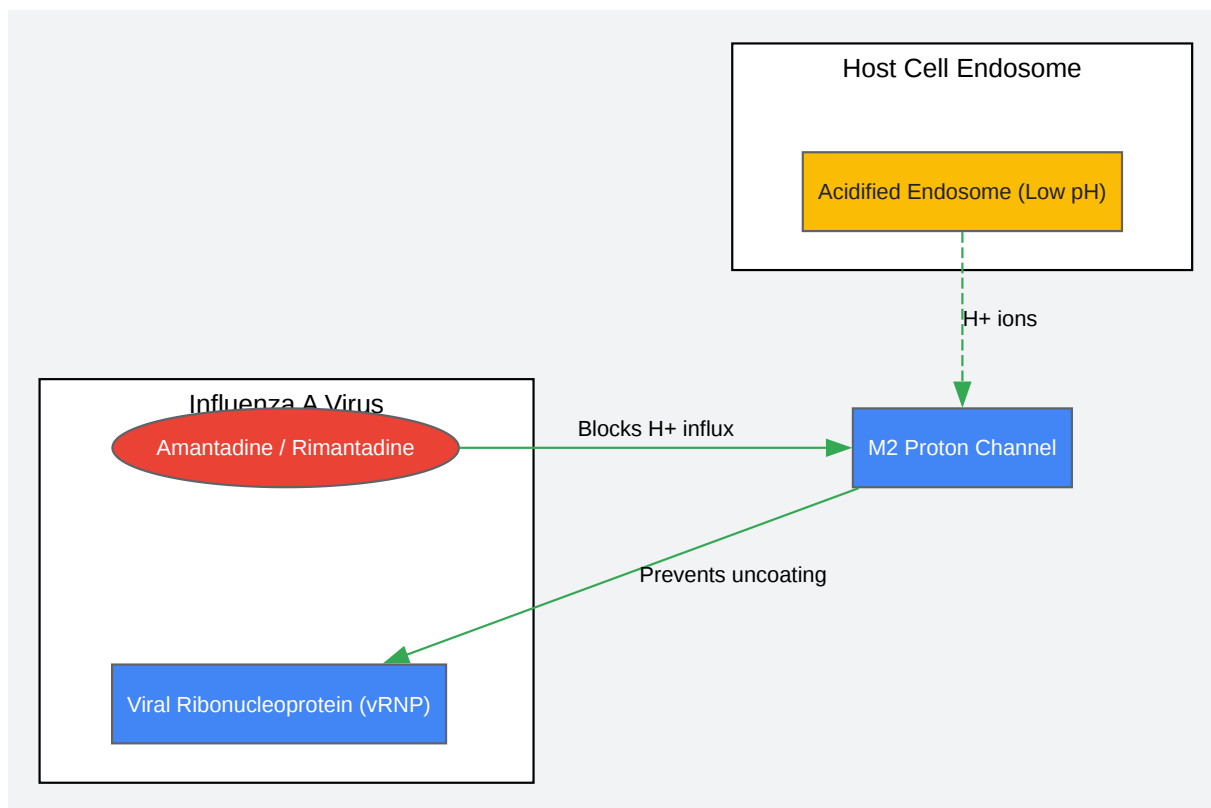 Host Cell Endosome
Acidified Endosome (Low pH)
H+ ions
Influenza A Virus
Amantadine / Rimantadine
Blocks H+ influx
M2 Proton Channel
Prevents uncoating
Viral Ribonucleoprotein (vRNP)